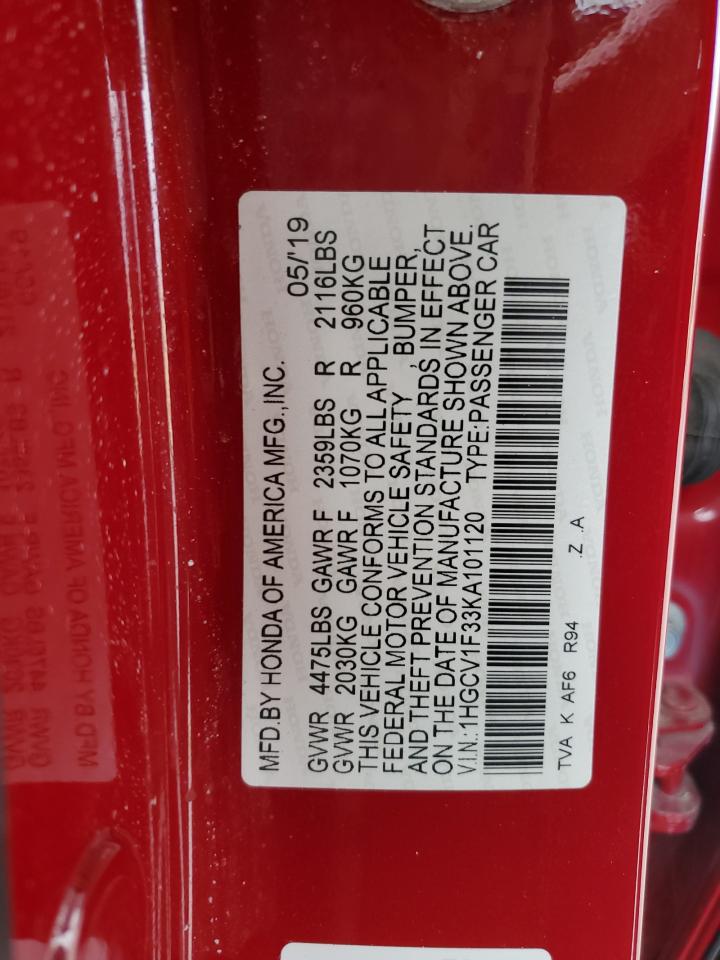 MFD.BY HONDA OF AMERICA MFG.,INC. 05/'19
GVWR 4475LBS GAWR F 2359LBS R 2116LBS
GVWR 2030KG GAWR F 1070KG R 960KG
THIS VEHICLE CONFORMS TO ALL APPLICABLE
FEDERAL MOTOR VEHICLE SAFETY , BUMPER,
AND THEFT PREVENTION STANDARDS IN EFFECT
ON THE DATE OF MANUFACTURE SHOWN ABOVE.
V.I.N.:1HGCV1F33KA101120 TYPE:PASSENGER CAR
TVA K AF6 R94 .Z .A